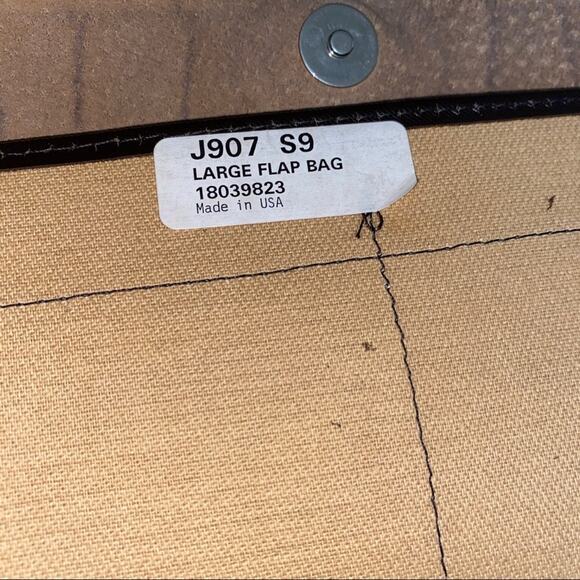 J907 S9
LARGE FLAP BAG
18039823
Made in USA